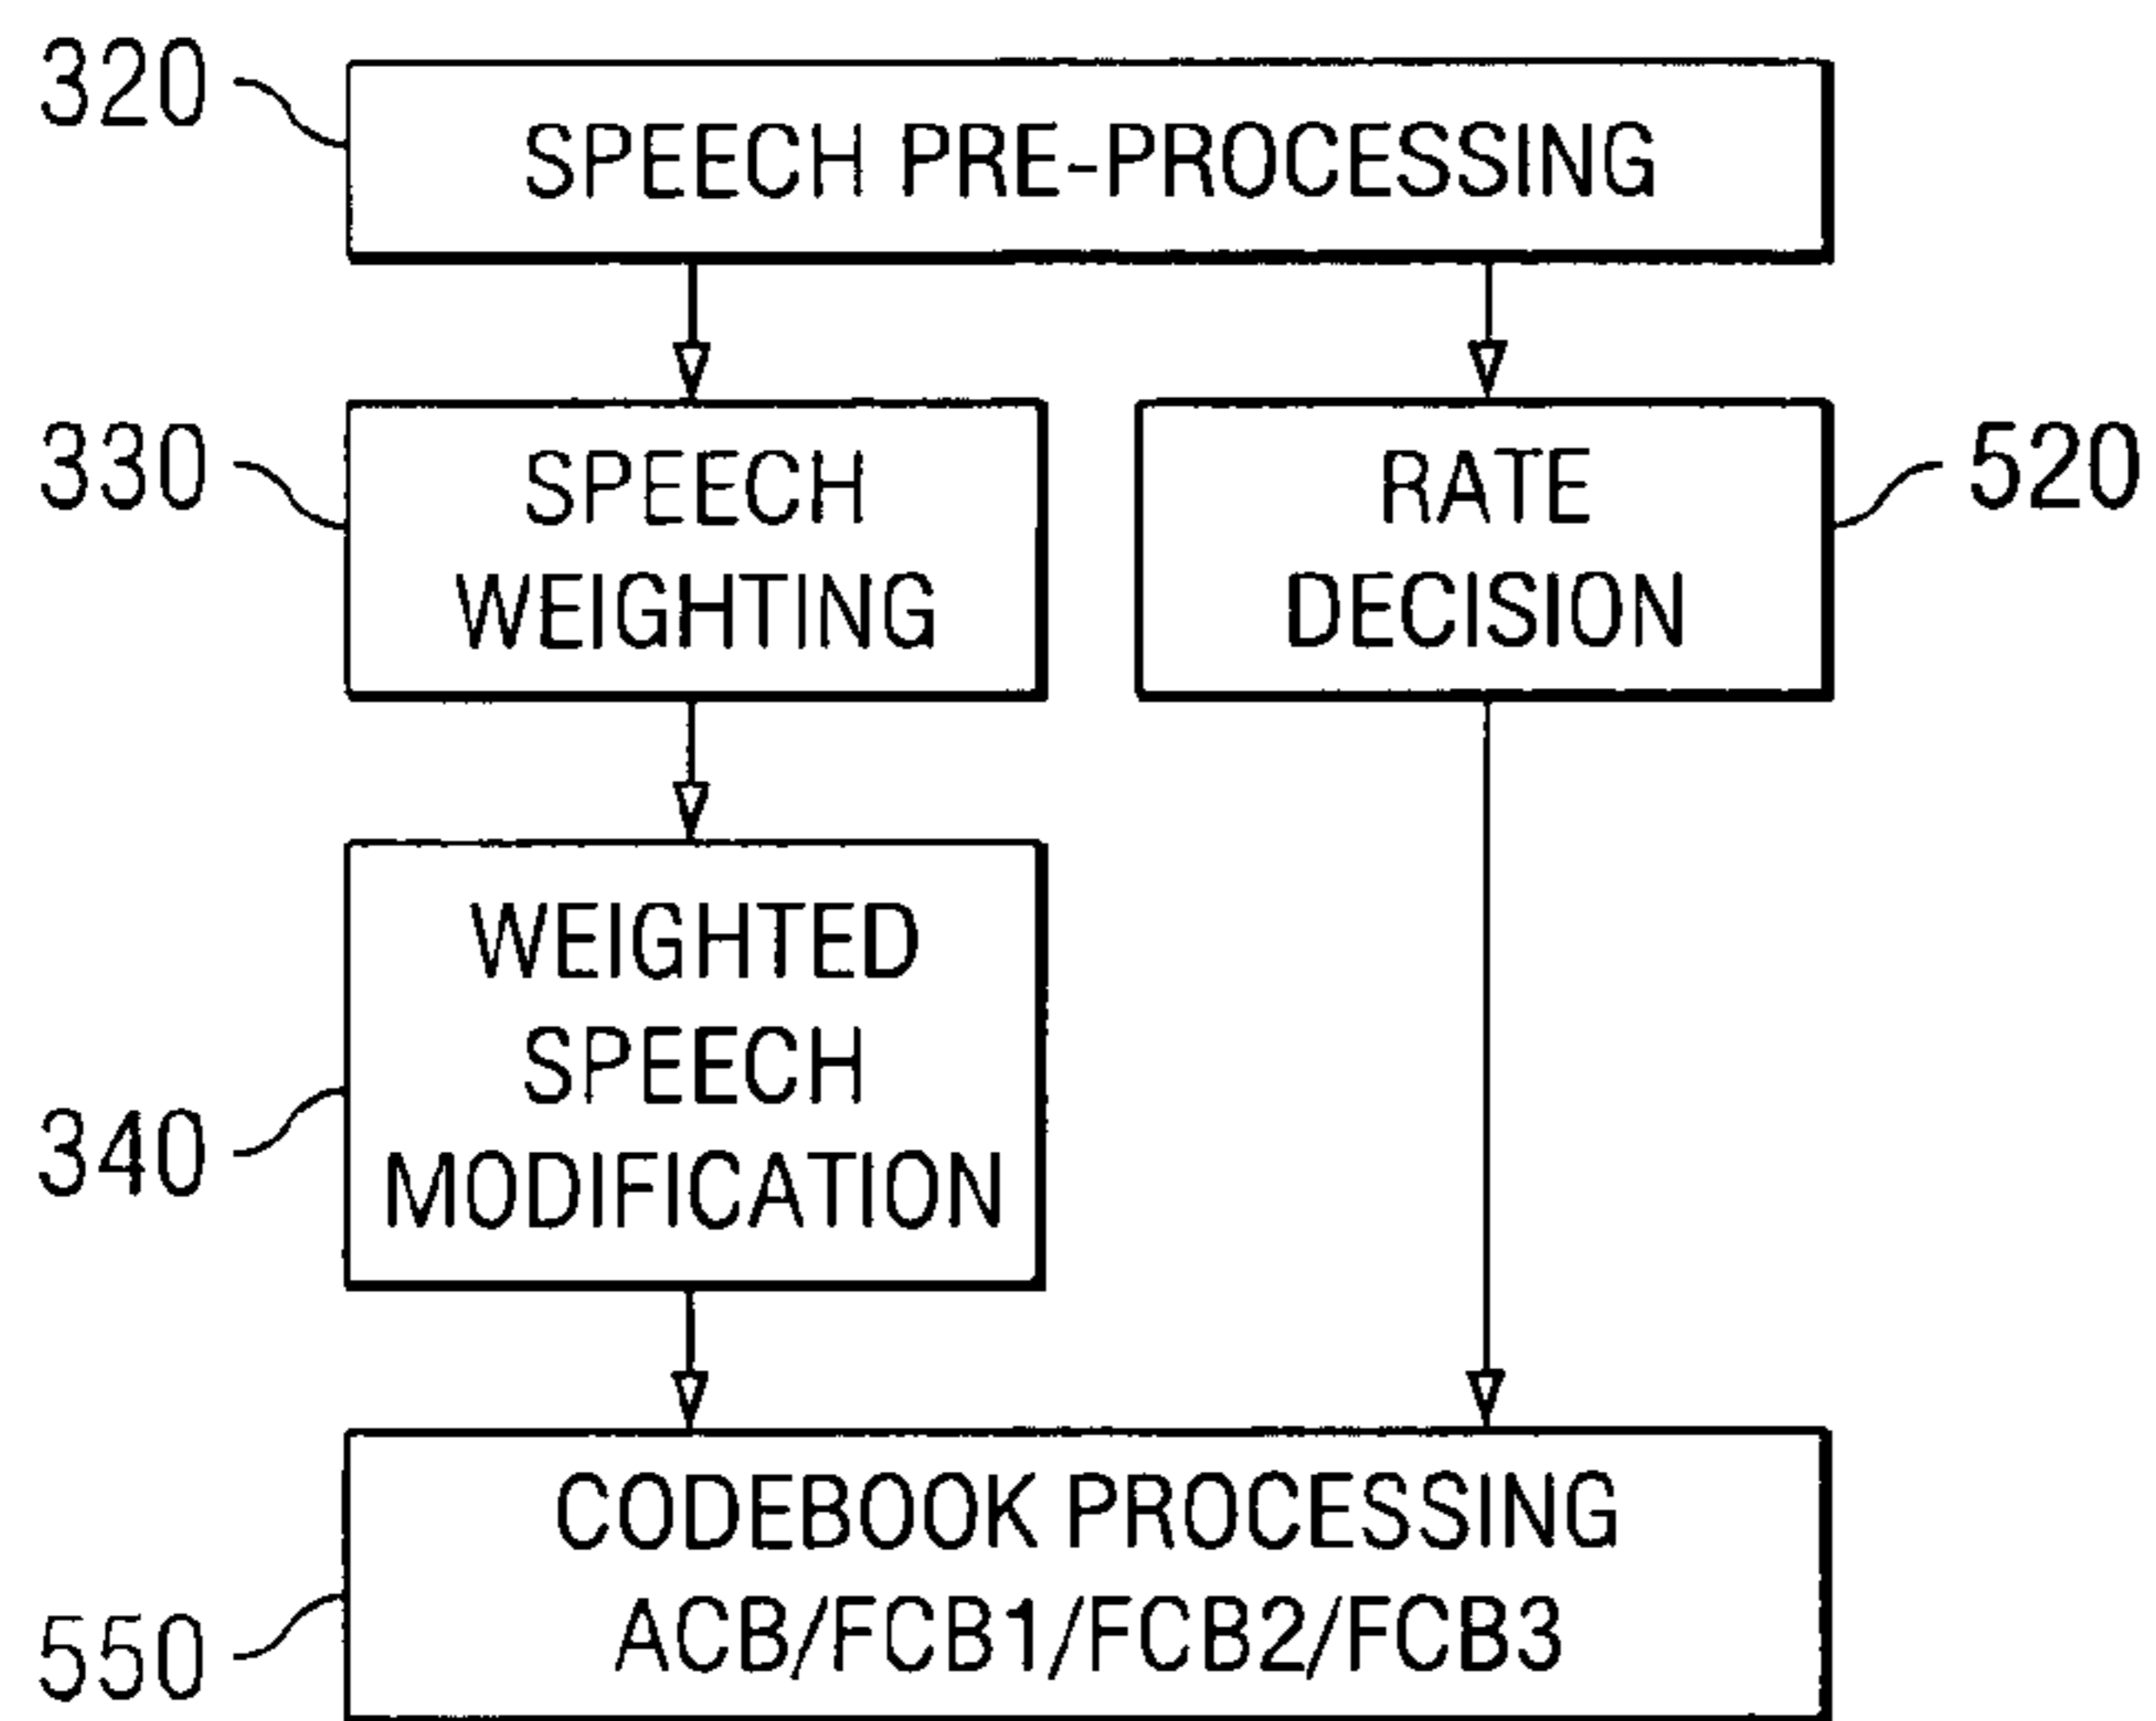 320
SPEECH PRE-PROCESSING
330
SPEECH
WEIGHTING
RATE
DECISION
520
WEIGHTED
SPEECH
MODIFICATION
340
CODEBOOK PROCESSING
ACB/FCB1/FCB2/FCB3
550